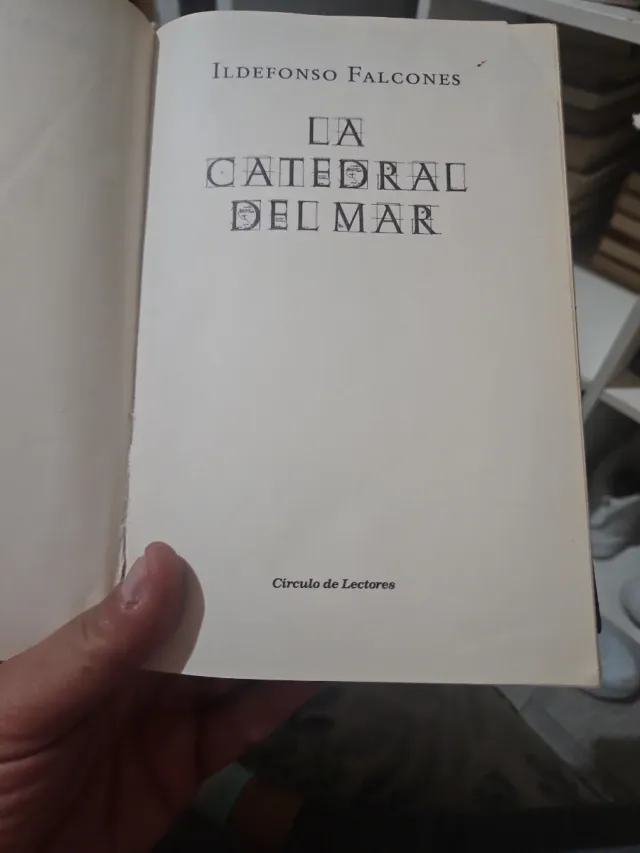 ILDEFONSO FALCONES
LA
CATEDRAL
DEL MAR
Círculo de Lectores